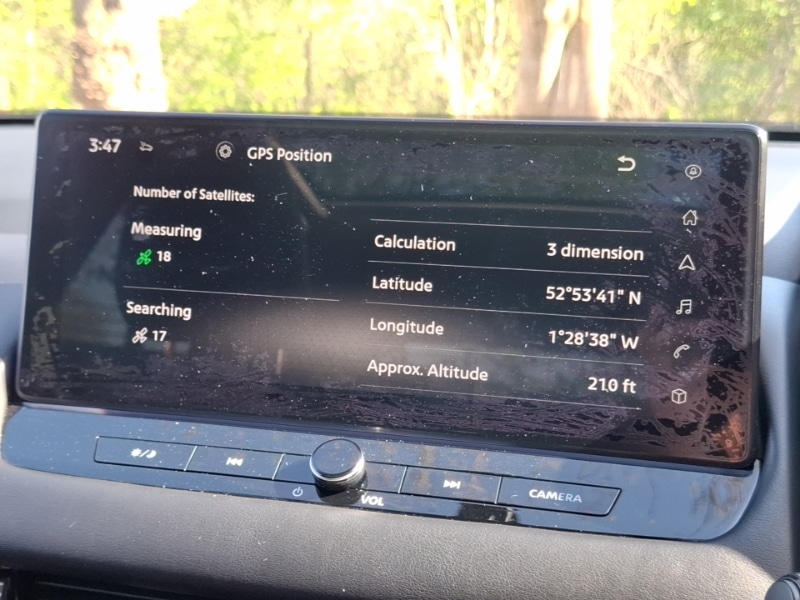 3:47
GPS Position
Number of Satellites:
Measuring
18
Searching
17
Calculation 3 dimension
Latitude 52°53'41" N
Longitude 1°28'38" W
Approx. Altitude 210 ft
VOL
CAMERA